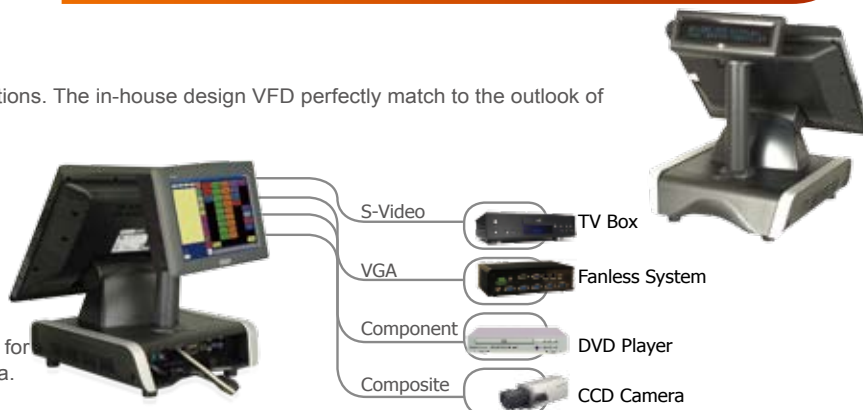 tions. The in-house design VFD perfectly match to the outlook of
S-Video
TV Box
VGA
Fanless System
Component
DVD Player
for
a.
Composite
CCD Camera